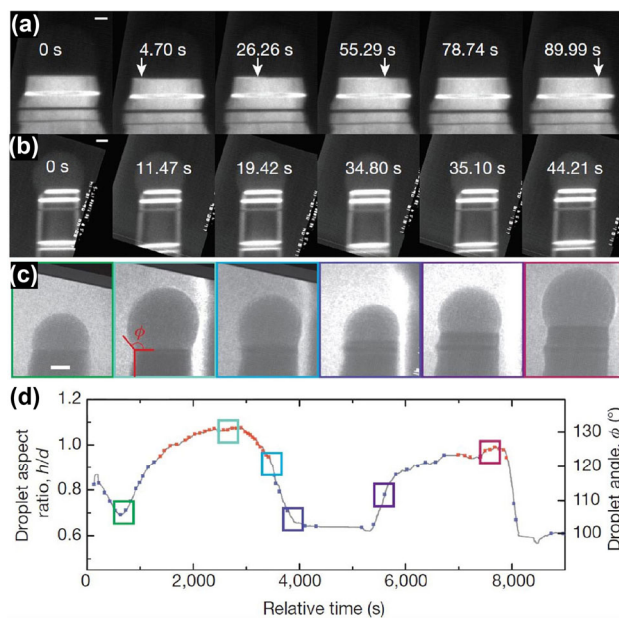 (a)
0 s 4.70 s 26.26 s 55.29 s 78.74 s 89.99 s
(b)
0 s 11.47 s 19.42 s 34.80 s 35.10 s 44.21 s
(c)
ϕ
(d)
Droplet aspect
ratio, h/d
1.2
1.0
0.8
0.6
130
120
110
100
Droplet angle, ϕ (°)
0 2,000 4,000 6,000 8,000
Relative time (s)